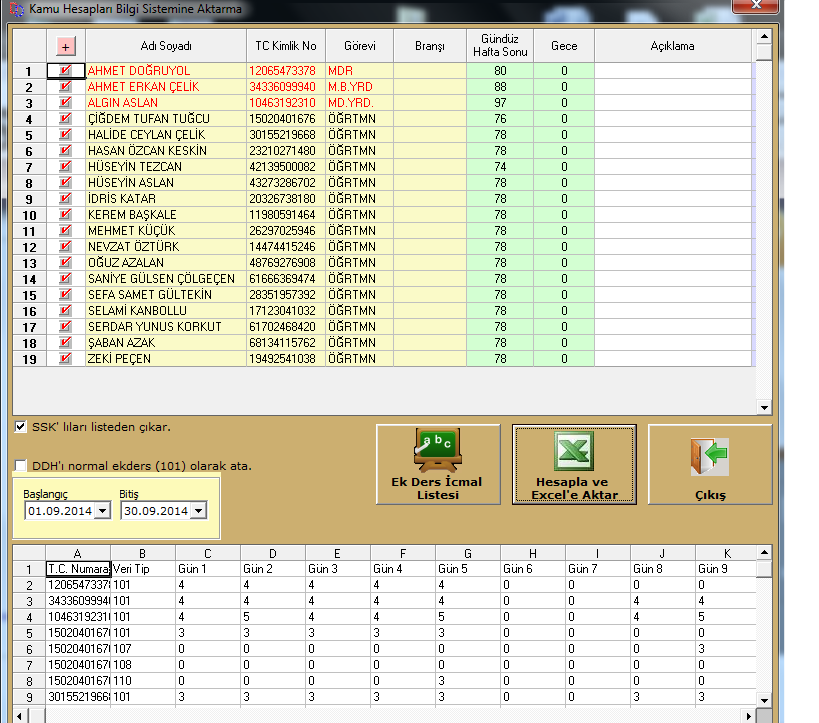 Kamu Hesapları Bilgi Sistemine Aktarma
+ Adı Soyadı TC Kimlik No Görevi Branşı Gündüz Hafta Sonu Gece Açıklama
1 AHMET DOĞRUYOL 12065473378 MDR 80 0
2 AHMET ERKAN ÇELİK 34336099940 M.B.YRD 88 0
3 ALGIN ASLAN 10463192310 MD.YRD. 97 0
4 ÇİĞDEM TUFAN TUĞCU 15020401676 ÖĞRTMN 76 0
5 HALİDE CEYLAN ÇELİK 30155219668 ÖĞRTMN 78 0
6 HASAN ÖZCAN KESKİN 23210271480 ÖĞRTMN 78 0
7 HÜSEYİN TEZCAN 42139500082 ÖĞRTMN 74 0
8 HÜSEYİN ASLAN 43273286702 ÖĞRTMN 78 0
9 İDRİS KATAR 20326738180 ÖĞRTMN 78 0
10 KEREM BAŞKALE 11980591464 ÖĞRTMN 78 0
11 MEHMET KÜÇÜK 26297025946 ÖĞRTMN 78 0
12 NEVZAT ÖZTÜRK 14474415246 ÖĞRTMN 78 0
13 OĞUZ AZALAN 48769276908 ÖĞRTMN 78 0
14 SANİYE GÜLSEN ÇÖLGEÇEN 61666369474 ÖĞRTMN 78 0
15 SEFA SAMET GÜLTEKİN 28351957392 ÖĞRTMN 78 0
16 SELAMİ KANBOLLU 17123041032 ÖĞRTMN 78 0
17 SERDAR YUNUS KORKUT 61702468420 ÖĞRTMN 78 0
18 ŞABAN AZAK 68134115762 ÖĞRTMN 78 0
19 ZEKİ PEÇEN 19492541038 ÖĞRTMN 78 0
SSK' lıları listeden çıkar.
DDH'ı normal ekders (101) olarak ata.
Başlangıç Bitiş
01.09.2014 30.09.2014
abc
Ek Ders İcmal
Listesi
Hesapla ve
Excel'e Aktar
Çıkış
A B C D E F G H I J K
1 T.C. Numara Veri Tip Gün 1 Gün 2 Gün 3 Gün 4 Gün 5 Gün 6 Gün 7 Gün 8 Gün 9
2 1206547337 101 4 4 4 4 4 0 0 0 0
3 3433609994 101 4 4 4 4 4 0 0 4 4
4 1046319231 101 4 5 4 4 5 0 0 4 5
5 1502040167 101 3 3 3 3 3 0 0 0 0
6 1502040167 107 0 0 0 0 0 0 0 0 3
7 1502040167 108 0 0 0 0 0 0 0 0 0
8 1502040167 110 0 0 0 0 3 0 0 0 0
9 3015521966 101 3 3 3 3 3 0 0 3 3